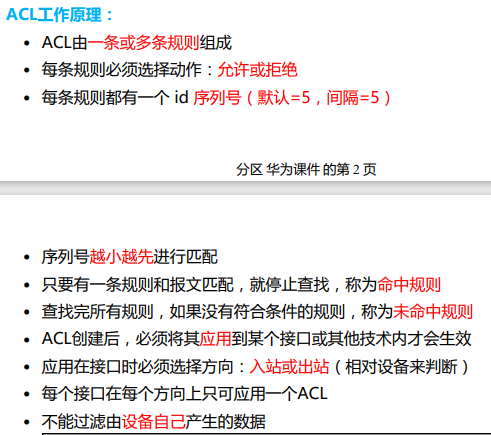 ACL工作原理：
• ACL由一条或多条规则组成
• 每条规则必须选择动作：允许或拒绝
• 每条规则都有一个 id 序列号（默认=5，间隔=5）
分区 华为课件 的第 2 页
• 序列号越小越先进行匹配
• 只要有一条规则和报文匹配，就停止查找，称为命中规则
• 查找完所有规则，如果没有符合条件的规则，称为未命中规则
• ACL创建后，必须将其应用到某个接口或其他技术内才会生效
• 应用在接口时必须选择方向：入站或出站（相对设备来判断）
• 每个接口在每个方向上只可应用一个ACL
• 不能过滤由设备自己产生的数据